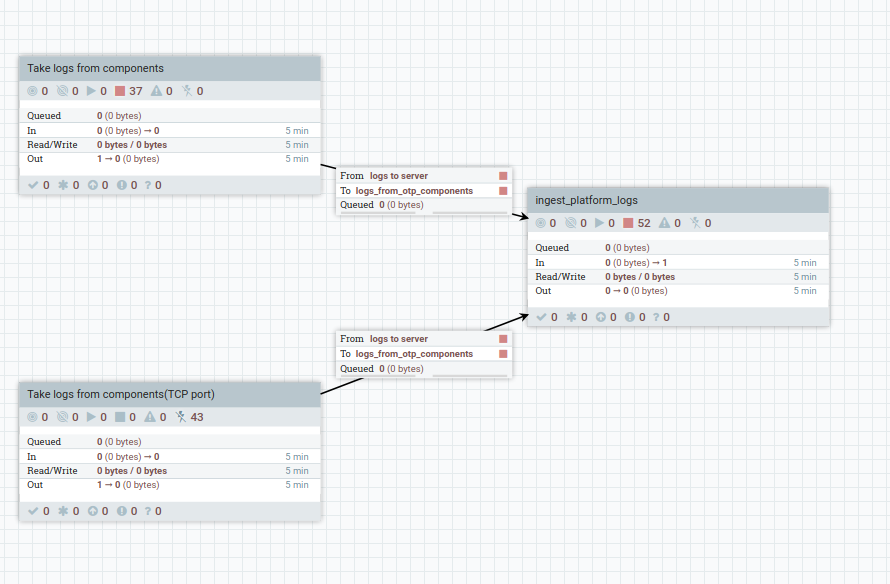 Take logs from components
0 0 0 37 0 0
Queued 0 (0 bytes)
In 0 (0 bytes) → 0 5 min
Read/Write 0 bytes / 0 bytes 5 min
Out 1 → 0 (0 bytes) 5 min
0 0 0 0 ? 0
From logs to server
To logs_from_otp_components
Queued 0 (0 bytes)
ingest_platform_logs
0 0 0 52 0 0
Queued 0 (0 bytes)
In 0 (0 bytes) → 1 5 min
Read/Write 0 bytes / 0 bytes 5 min
Out 0 → 0 (0 bytes) 5 min
0 0 0 0 ? 0
From logs to server
To logs_from_otp_components
Queued 0 (0 bytes)
Take logs from components(TCP port)
0 0 0 0 0 43
Queued 0 (0 bytes)
In 0 (0 bytes) → 0 5 min
Read/Write 0 bytes / 0 bytes 5 min
Out 1 → 0 (0 bytes) 5 min
0 0 0 0 ? 0